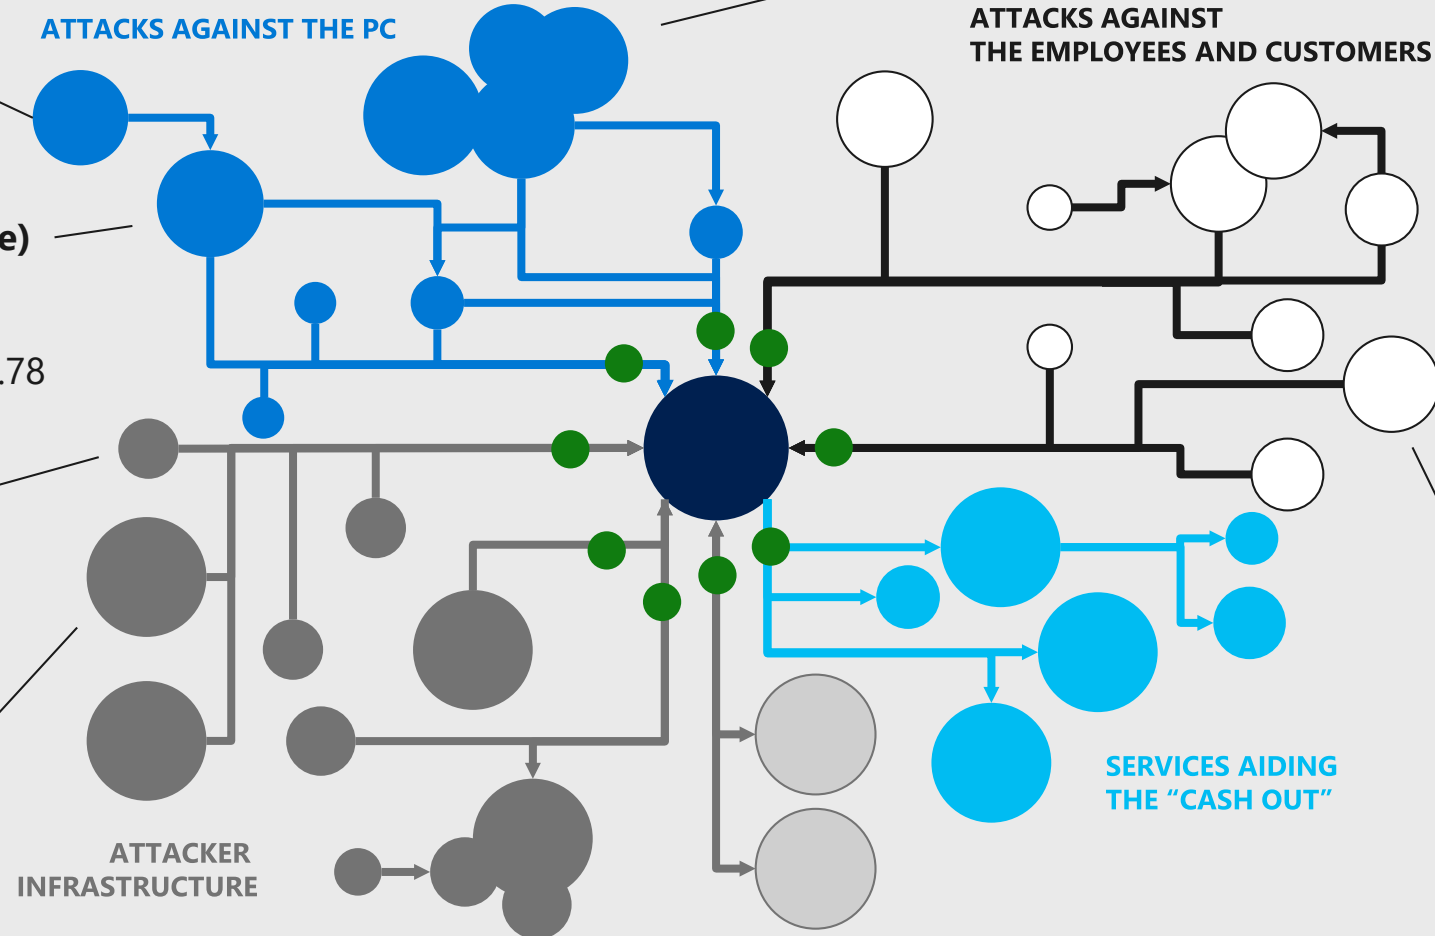 ATTACKS AGAINST THE PC
ATTACKS AGAINST
THE EMPLOYEES AND CUSTOMERS
e)
.78
SERVICES AIDING
THE “CASH OUT”
ATTACKER
INFRASTRUCTURE